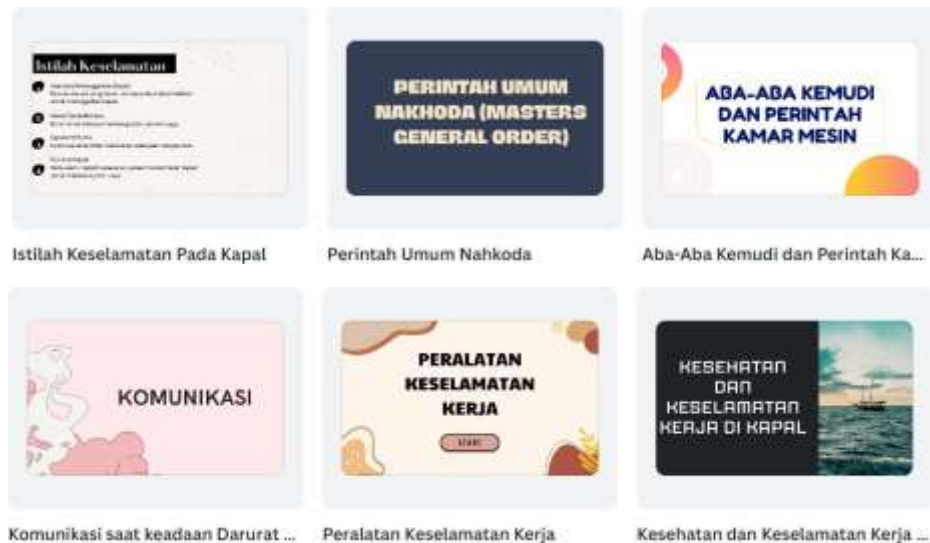 Istilah Keselamatan
PERINTAH UMUM
NAKHODA (MASTERS
GENERAL ORDER)
ABA-ABA KEMUDI
DAN PERINTAH
KAMAR MESIN
Istilah Keselamatan Pada Kapal
Perintah Umum Nahkoda
Aba-Aba Kemudi dan Perintah Ka...
KOMUNIKASI
PERALATAN
KESELAMATAN
KERJA
START
KESEHATAN
DAN
KESELAMATAN
KERJA DI KAPAL
Komunikasi saat keadaan Darurat ...
Peralatan Keselamatan Kerja
Kesehatan dan Keselamatan Kerja ...